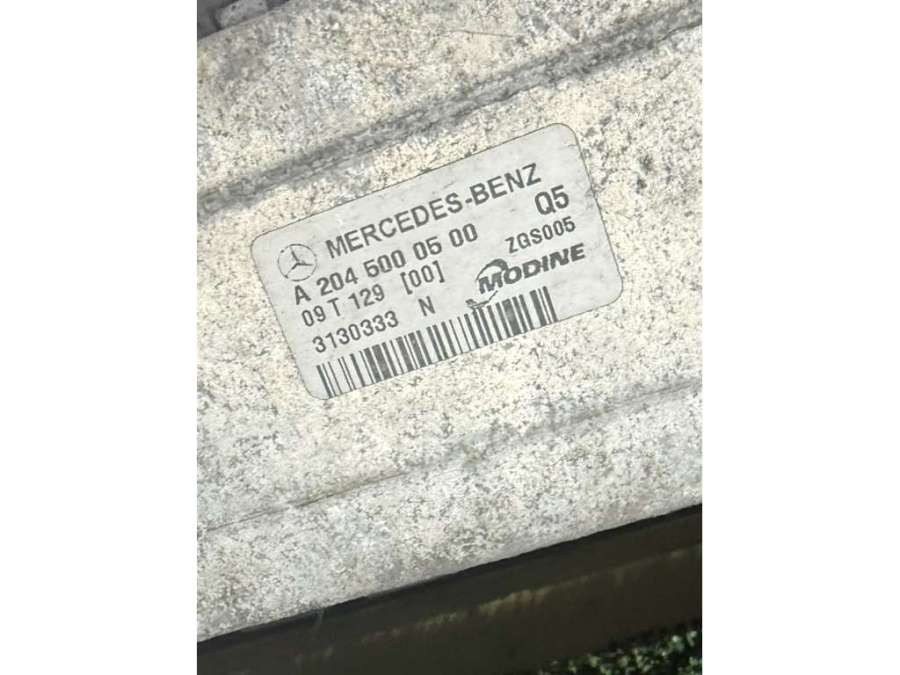 MERCEDES-BENZ
A 204 500 05 00 Q5
09 T 129 [00] ZGS005
3130333 N MODINE